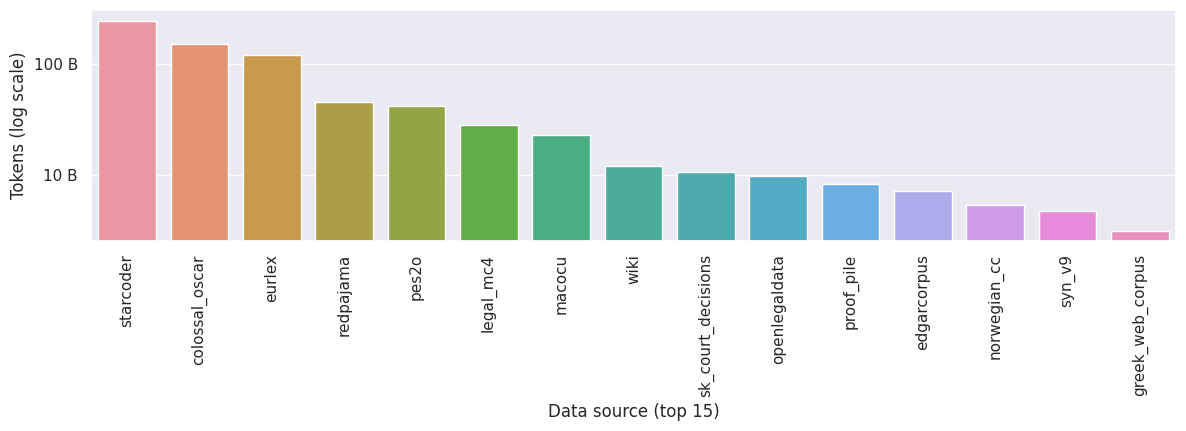 Tokens (log scale)
100 B
10 B
starcoder
colossal_oscar
eurlex
redpajama
pes2o
legal_mc4
macocu
wiki
sk_court_decisions
openlegaldata
proof_pile
edgarcorpus
norwegian_cc
syn_v9
greek_web_corpus
Data source (top 15)